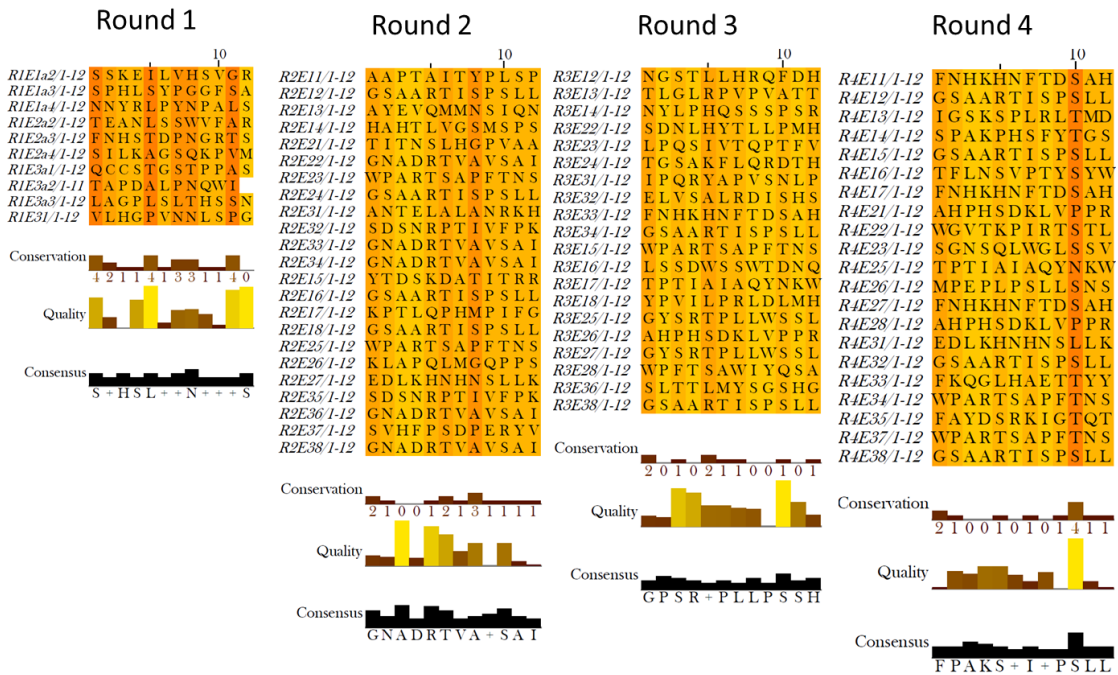 Round 1
10
R1E1a2/1-12 S S K E I L V H S V G R
R1E1a3/1-12 S P H L S Y P G G F S A
R1E1a4/1-12 N N Y R L P Y N P A L S
R1E2a2/1-12 T E A N L S S W V F A R
R1E2a3/1-12 F N H S T D P N G R T S
R1E2a4/1-12 S I L K A G S Q K P V M
R1E3a1/1-12 Q C C S T G S T P P A S
R1E3a2/1-11 T A P D A L P N Q W I
R1E3a3/1-12 L A G P L S L T H S S N
R1E31/1-12 V L H G P V N N L S P G
Conservation
4 2 1 1 4 1 3 3 1 1 4 0
Quality
Consensus
S + H S L + + N + + + S
Round 2
10
R2E11/1-12 A A P T A I T Y P L S P
R2E12/1-12 G S A A R T I S P S L L
R2E13/1-12 A Y E V Q M M N S I Q N
R2E14/1-12 H A H T L V G S M S P S
R2E21/1-12 T I T N S L H G P V A A
R2E22/1-12 G N A D R T V A V S A I
R2E23/1-12 W P A R T S A P F T N S
R2E24/1-12 G S A A R T I S P S L L
R2E31/1-12 A N T E L A L A N R K H
R2E32/1-12 S D S N R P T I V F P K
R2E33/1-12 G N A D R T V A V S A I
R2E34/1-12 G N A D R T V A V S A I
R2E15/1-12 Y T D S K D A T I T R R
R2E16/1-12 G S A A R T I S P S L L
R2E17/1-12 K P T L Q P H M P I F G
R2E18/1-12 G S A A R T I S P S L L
R2E25/1-12 W P A R T S A P F T N S
R2E26/1-12 K L A P Q L M G Q P P S
R2E27/1-12 E D L K H N H N S L L K
R2E35/1-12 S D S N R P T I V F P K
R2E36/1-12 G N A D R T V A V S A I
R2E37/1-12 S V H F P S D P E R Y V
R2E38/1-12 G N A D R T V A V S A I
Conservation
2 1 0 0 1 2 1 3 1 1 1 1
Quality
Consensus
G N A D R T V A + S A I
Round 3
10
R3E12/1-12 N G S T L L H R Q F D H
R3E13/1-12 T L G L R P V P V A T T
R3E14/1-12 N Y L P H Q S S S P S R
R3E22/1-12 S D N L H Y T L L P M H
R3E23/1-12 L P Q S I V T Q P T F V
R3E24/1-12 T G S A K F L Q R D T H
R3E31/1-12 I P Q R Y A P V S N L P
R3E32/1-12 E L V S A L R D I S H S
R3E33/1-12 F N H K H N F T D S A H
R3E34/1-12 G S A A R T I S P S L L
R3E15/1-12 W P A R T S A P F T N S
R3E16/1-12 L S S D W S S W T D N Q
R3E17/1-12 T P T I A I A Q Y N K W
R3E18/1-12 Y P V I L P R L D L M H
R3E25/1-12 G Y S R T P L L W S S L
R3E26/1-12 A H P H S D K L V P P R
R3E27/1-12 G Y S R T P L L W S S L
R3E28/1-12 W P F T S A W I Y Q S A
R3E36/1-12 S L T T L M Y S G S H G
R3E38/1-12 G S A A R T I S P S L L
Conservation
2 0 1 0 2 1 1 0 0 1 0 1
Quality
Consensus
G P S R + P L L P S S H
Round 4
10
R4E11/1-12 F N H K H N F T D S A H
R4E12/1-12 G S A A R T I S P S L L
R4E13/1-12 I G S K S P L R L T M D
R4E14/1-12 S P A K P H S F Y T G S
R4E15/1-12 G S A A R T I S P S L L
R4E16/1-12 T F L N S V P T Y S Y W
R4E17/1-12 F N H K H N F T D S A H
R4E21/1-12 A H P H S D K L V P P R
R4E22/1-12 W G V T K P I R T S T L
R4E23/1-12 S G N S Q L W G L S S V
R4E25/1-12 T P T I A I A Q Y N K W
R4E26/1-12 M P E P L P S L L S N S
R4E27/1-12 F N H K H N F T D S A H
R4E28/1-12 A H P H S D K L V P P R
R4E31/1-12 E D L K H N H N S L L K
R4E32/1-12 G S A A R T I S P S L L
R4E33/1-12 F K Q G L H A E T T Y Y
R4E34/1-12 W P A R T S A P F T N S
R4E35/1-12 F A Y D S R K I G T Q T
R4E37/1-12 W P A R T S A P F T N S
R4E38/1-12 G S A A R T I S P S L L
Conservation
2 1 0 0 1 0 1 0 1 4 1 1
Quality
Consensus
F P A K S + I + P S L L